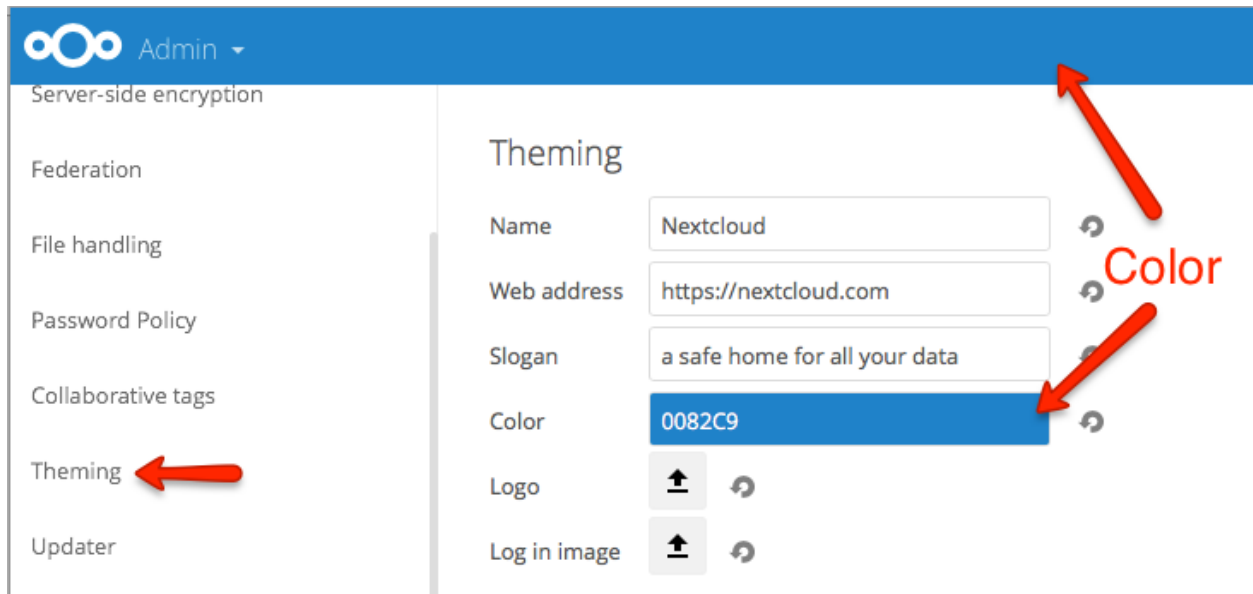 Admin
Server-side encryption
Federation
File handling
Password Policy
Collaborative tags
Theming
Updater
Theming
Name Nextcloud
Web address https://nextcloud.com
Slogan a safe home for all your data
Color 0082C9
Logo
Log in image
Color